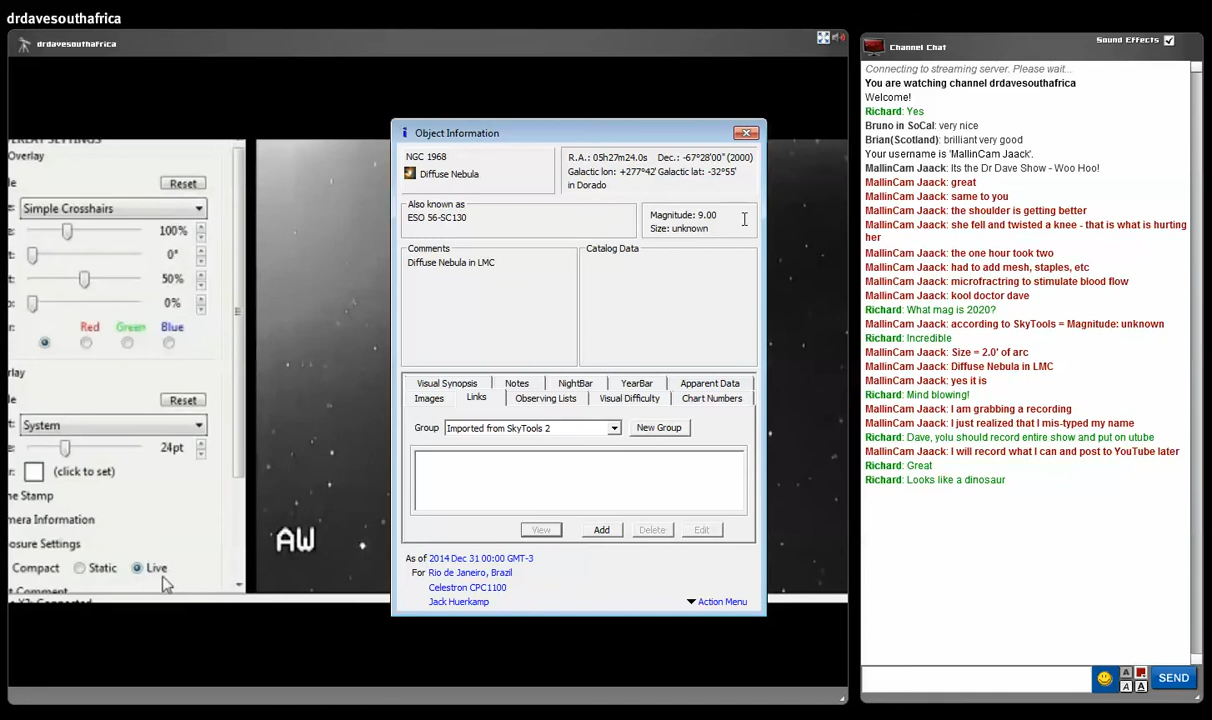 drdavesouthafrica
drdavesouthafrica
Overlay
Reset
Simple Crosshairs
100%
0°
50%
0%
Red Green Blue
Reset
System
24pt
(click to set)
me Stamp
mera Information
osure Settings
Compact Static Live
AW
Object Information
NGC 1968
Diffuse Nebula
R.A.: 05h27m24.0s Dec.: -67°28'00" (2000)
Galactic lon: +277°42' Galactic lat: -32°55'
in Dorado
Also known as
ESO 56-SC130
Magnitude: 9.00
Size: unknown
Comments
Diffuse Nebula in LMC
Catalog Data
Visual Synopsis Notes NightBar YearBar Apparent Data
Images Links Observing Lists Visual Difficulty Chart Numbers
Group Imported from SkyTools 2 New Group
View Add Delete Edit
As of 2014 Dec 31 00:00 GMT-3
For Rio de Janeiro, Brazil
Celestron CPC1100
Jack Huerkamp
Action Menu
Channel Chat
Sound Effects
Connecting to streaming server. Please wait...
You are watching channel drdavesouthafrica
Welcome!
Richard: Yes
Bruno in SoCal: very nice
Brian(Scotland): brilliant very good
Your username is 'MallinCam Jaack'.
MallinCam Jaack: Its the Dr Dave Show - Woo Hoo!
MallinCam Jaack: great
MallinCam Jaack: same to you
MallinCam Jaack: the shoulder is getting better
MallinCam Jaack: she fell and twisted a knee - that is what is hurting
her
MallinCam Jaack: the one hour took two
MallinCam Jaack: had to add mesh, staples, etc
MallinCam Jaack: microfractring to stimulate blood flow
MallinCam Jaack: kool doctor dave
Richard: What mag is 2020?
MallinCam Jaack: according to SkyTools = Magnitude: unknown
Richard: Incredible
MallinCam Jaack: Size = 2.0' of arc
MallinCam Jaack: Diffuse Nebula in LMC
MallinCam Jaack: yes it is
Richard: Mind blowing!
MallinCam Jaack: I am grabbing a recording
MallinCam Jaack: I just realized that I mis-typed my name
Richard: Dave, yolu should record entire show and put on utube
MallinCam Jaack: I will record what I can and post to YouTube later
Richard: Great
Richard: Looks like a dinosaur
A
A A
SEND